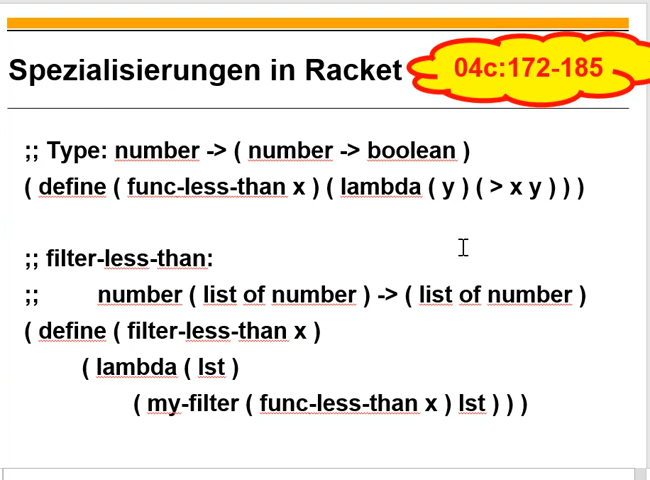 Spezialisierungen in Racket
04c:172-185
;; Type: number -> ( number -> boolean )
( define ( func-less-than x ) ( lambda ( y ) ( > x y ) ) )
;; filter-less-than:
;; number ( list of number ) -> ( list of number )
( define ( filter-less-than x )
( lambda ( lst )
( my-filter ( func-less-than x ) lst ) ) )